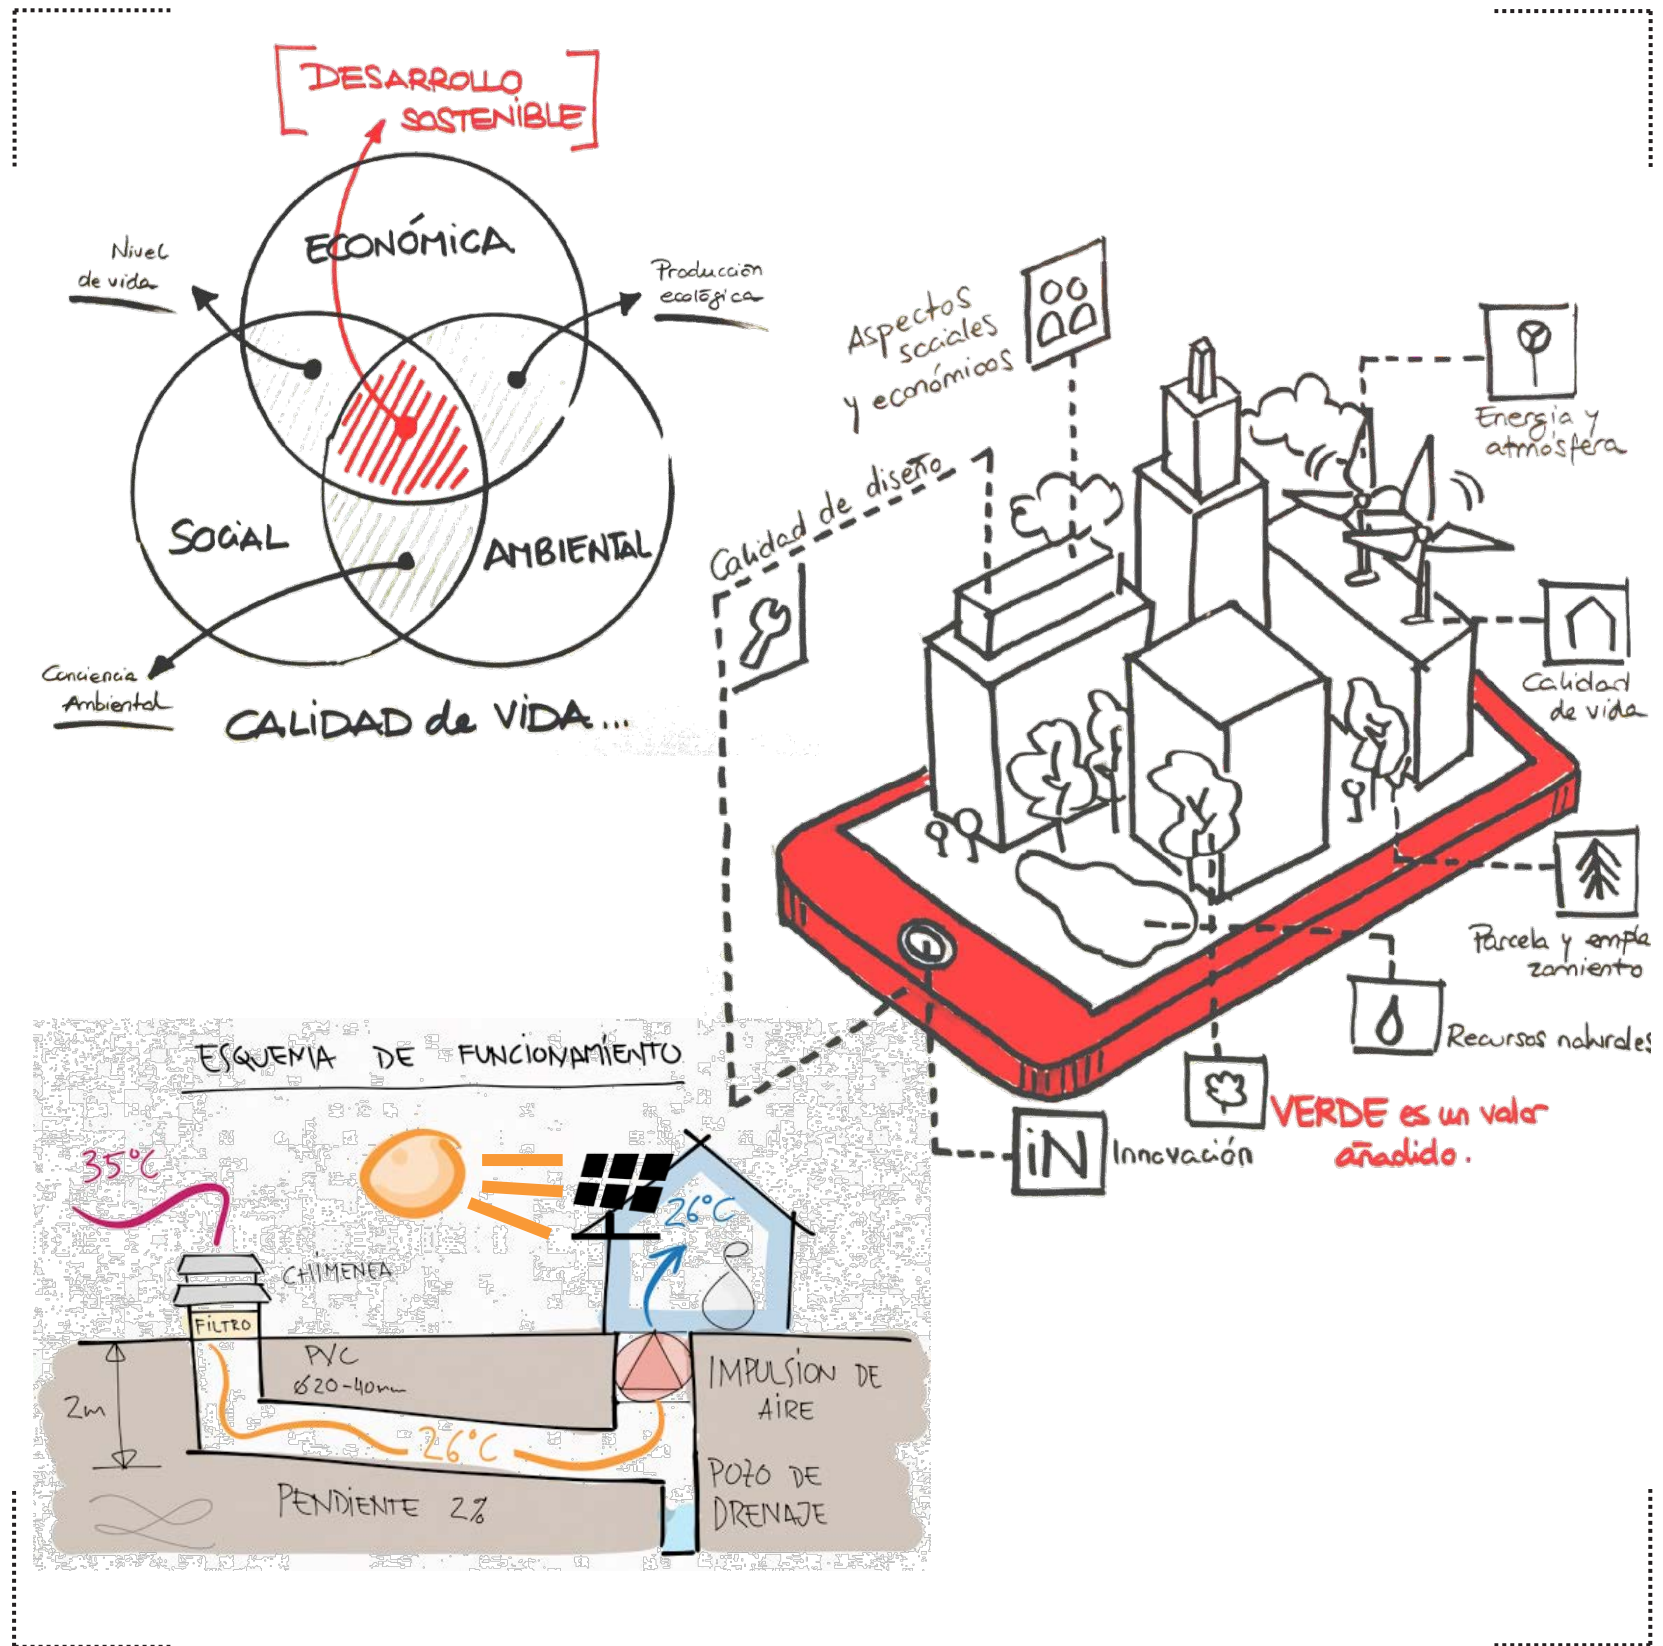 DESARROLLO
SOSTENIBLE
ECONÓMICA
Nivel
de vida
Producción
ecológica
SOCIAL
AMBIENTAL
Conciencia
Ambiental
CALIDAD de VIDA...
Aspectos
sociales
y económicos
Calidad de diseño
Energía y
atmósfera
Calidad
de vida
Parcela y empla
zamiento
Recursos naturales
VERDE es un valor
añadido.
iN Innovación
ESQUEMA DE FUNCIONAMIENTO
35°C
26°C
CHIMENEA
FILTRO
PVC
Ø20-40mm
2m
26°C
IMPULSIÓN DE
AIRE
PENDIENTE 2%
POZO DE
DRENAJE